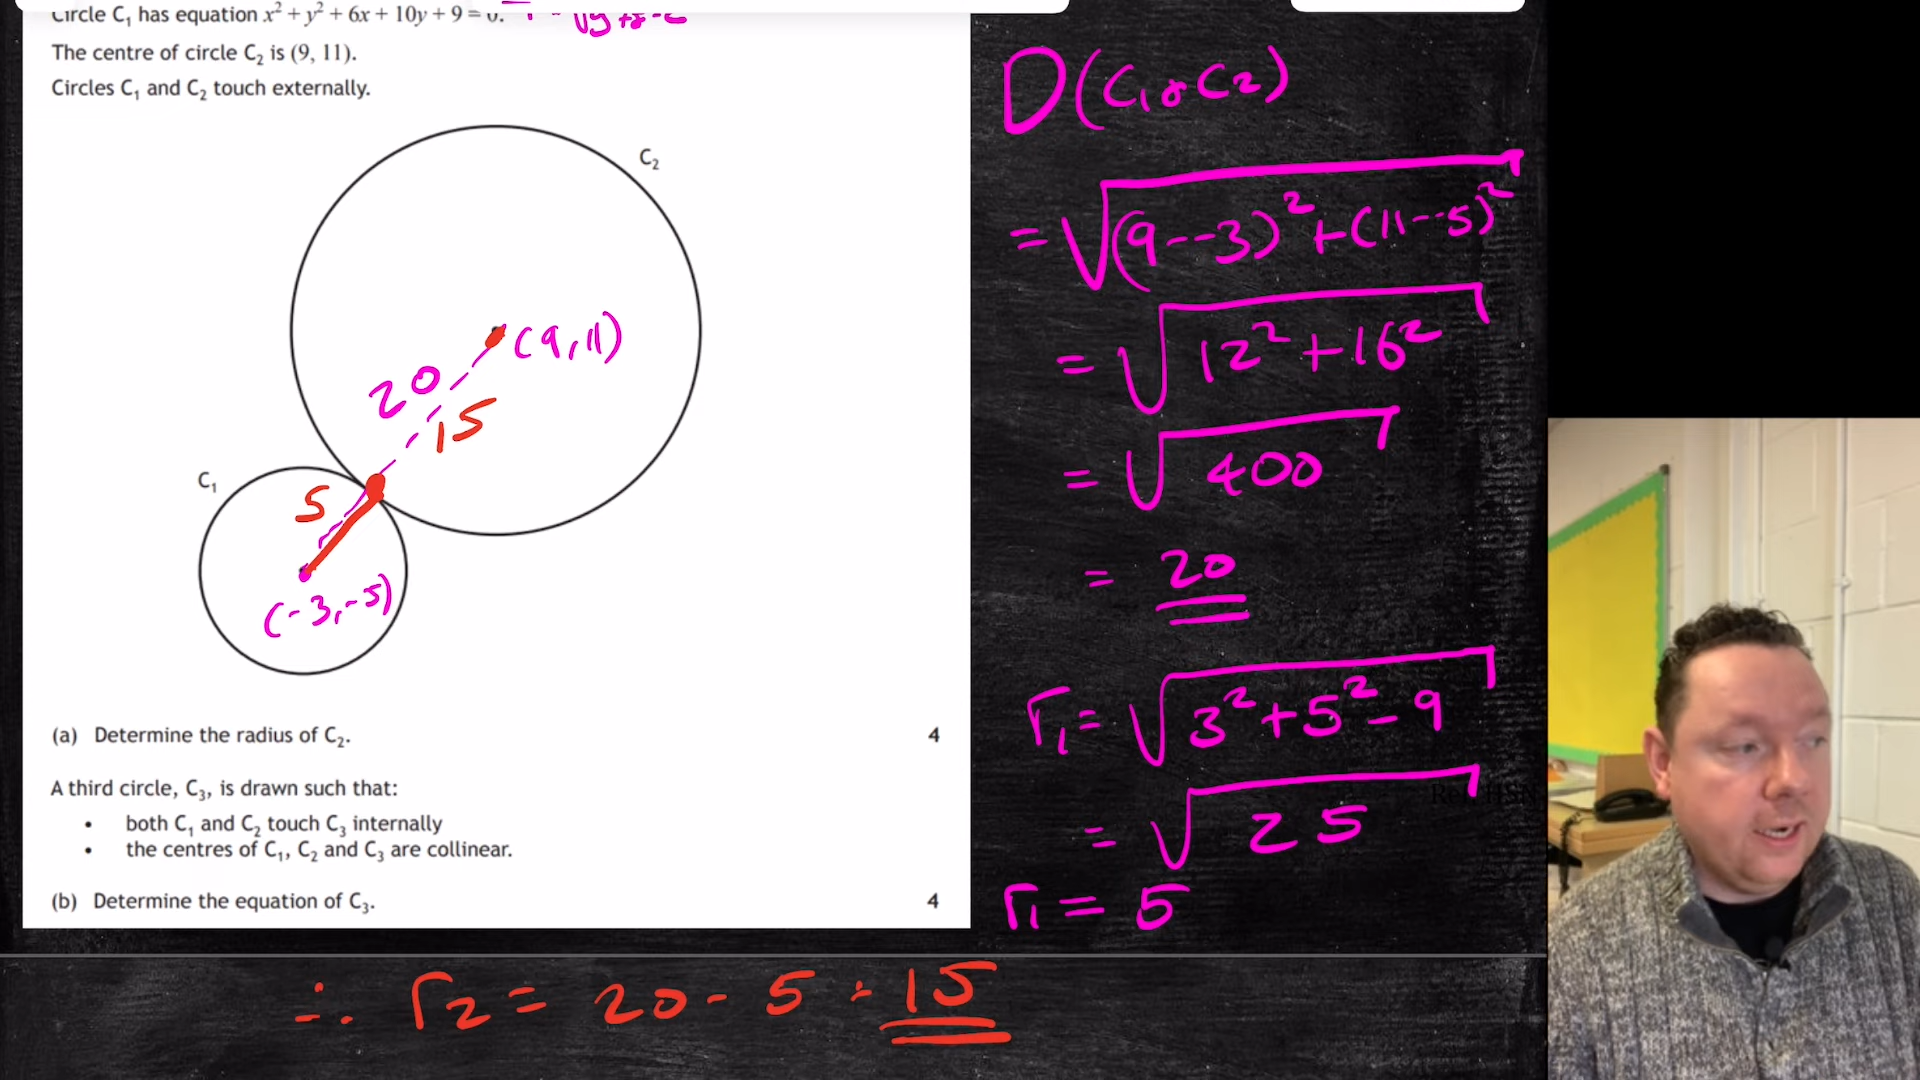 Circle C₁ has equation x² + y² + 6x + 10y + 9 = 0.
The centre of circle C₂ is (9, 11).
Circles C₁ and C₂ touch externally.
C₂
(9,11)
20
15
C₁
5
(-3,-5)
(a) Determine the radius of C₂. 4
A third circle, C₃, is drawn such that:
• both C₁ and C₂ touch C₃ internally
• the centres of C₁, C₂ and C₃ are collinear.
(b) Determine the equation of C₃. 4
= √(9--3)²+(11--5)²
= √12²+16²
= √400
= 20
r₁ = √3²+5²-9
= √25
r₁ = 5
∴ r₂ = 20 - 5 = 15